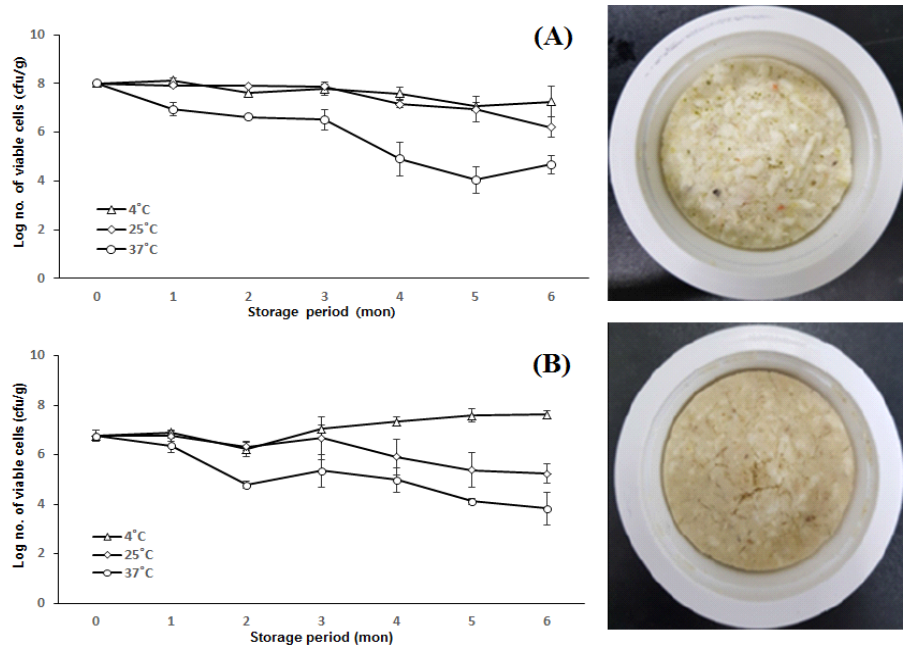 (A)
Log no. of viable cells (cfu/g)
10
8
6
4
2
0
4°C
25°C
37°C
0 1 2 3 4 5 6
Storage period (mon)
(B)
Log no. of viable cells (cfu/g)
10
8
6
4
2
0
4°C
25°C
37°C
0 1 2 3 4 5 6
Storage period (mon)